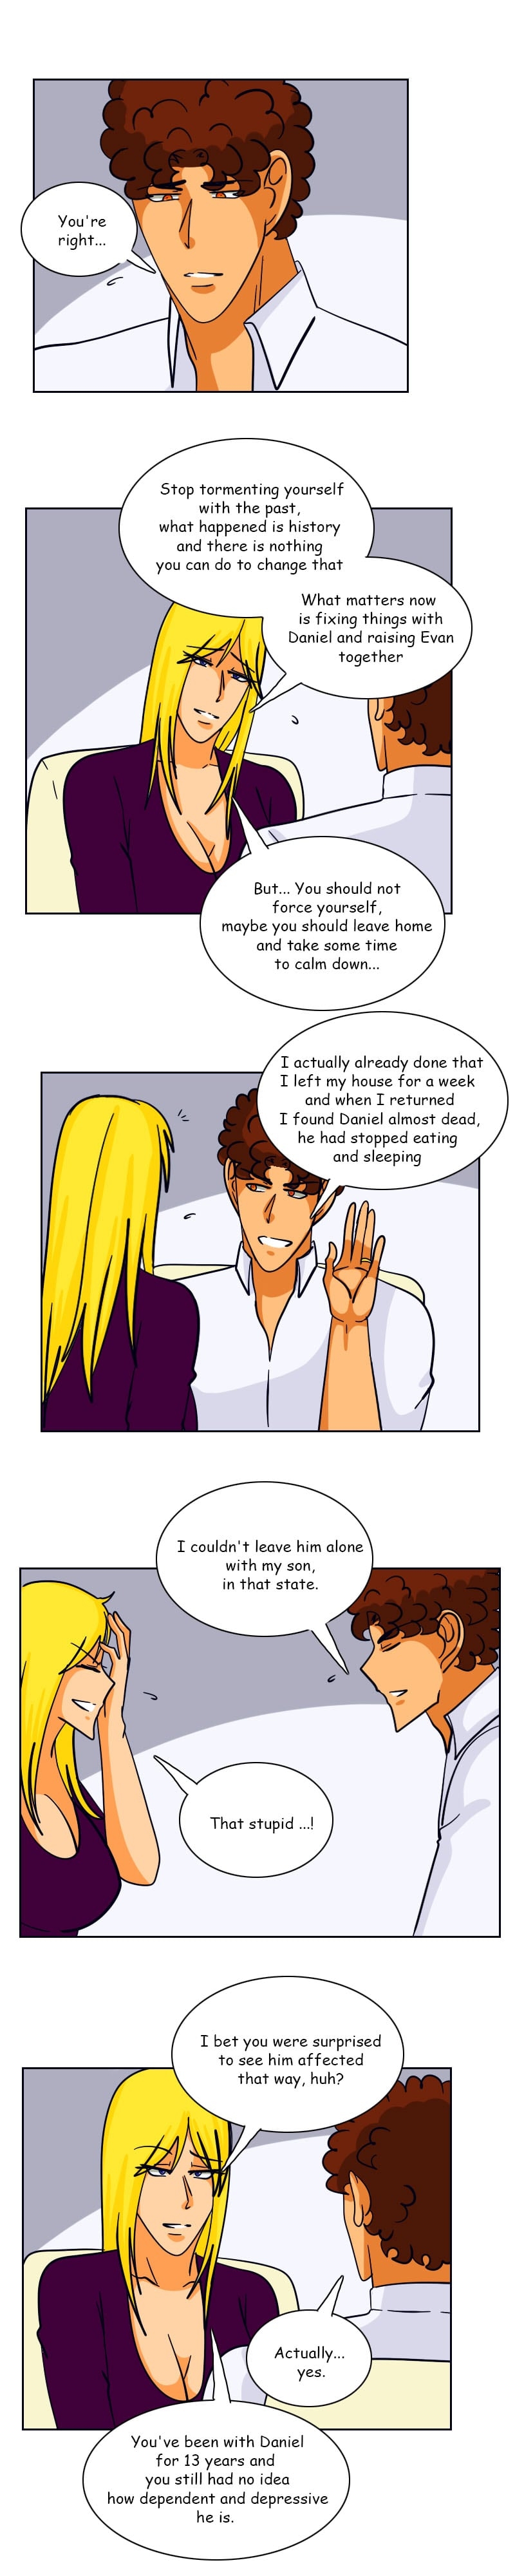 You're
right...
Stop tormenting yourself
with the past,
what happened is history
and there is nothing
you can do to change that
What matters now
is fixing things with
Daniel and raising Evan
together
But... You should not
force yourself,
maybe you should leave home
and take some time
to calm down...
I actually already done that
I left my house for a week
and when I returned
I found Daniel almost dead,
he had stopped eating
and sleeping
I couldn't leave him alone
with my son,
in that state.
That stupid ...!
I bet you were surprised
to see him affected
that way, huh?
Actually...
yes.
You've been with Daniel
for 13 years and
you still had no idea
how dependent and depressive
he is.